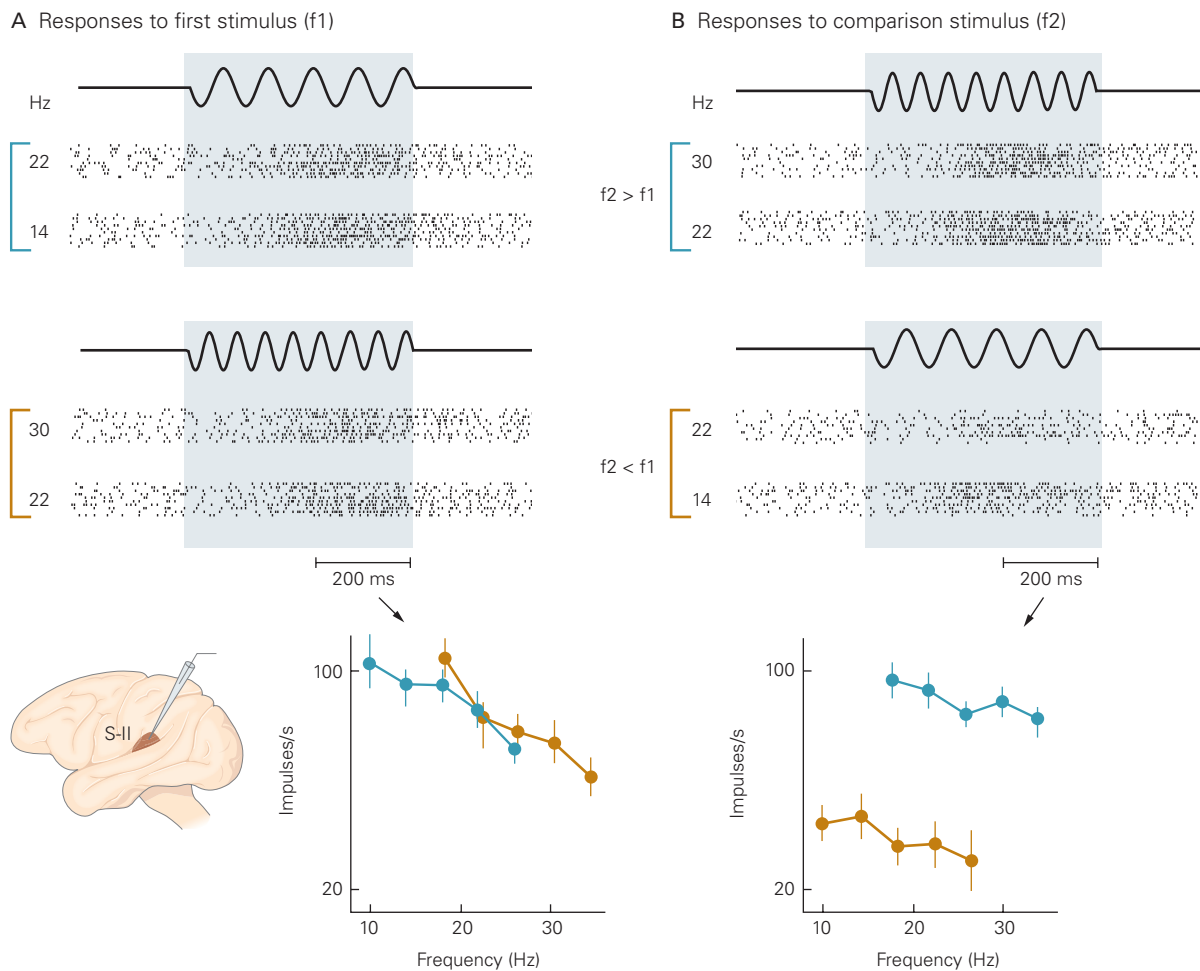 A Responses to first stimulus (f1)
Hz
22
14
30
22
200 ms
S-II
Impulses/s
100
20
10 20 30
Frequency (Hz)
B Responses to comparison stimulus (f2)
Hz
f2 > f1
30
22
f2 < f1
22
14
200 ms
Impulses/s
100
20
10 20 30
Frequency (Hz)